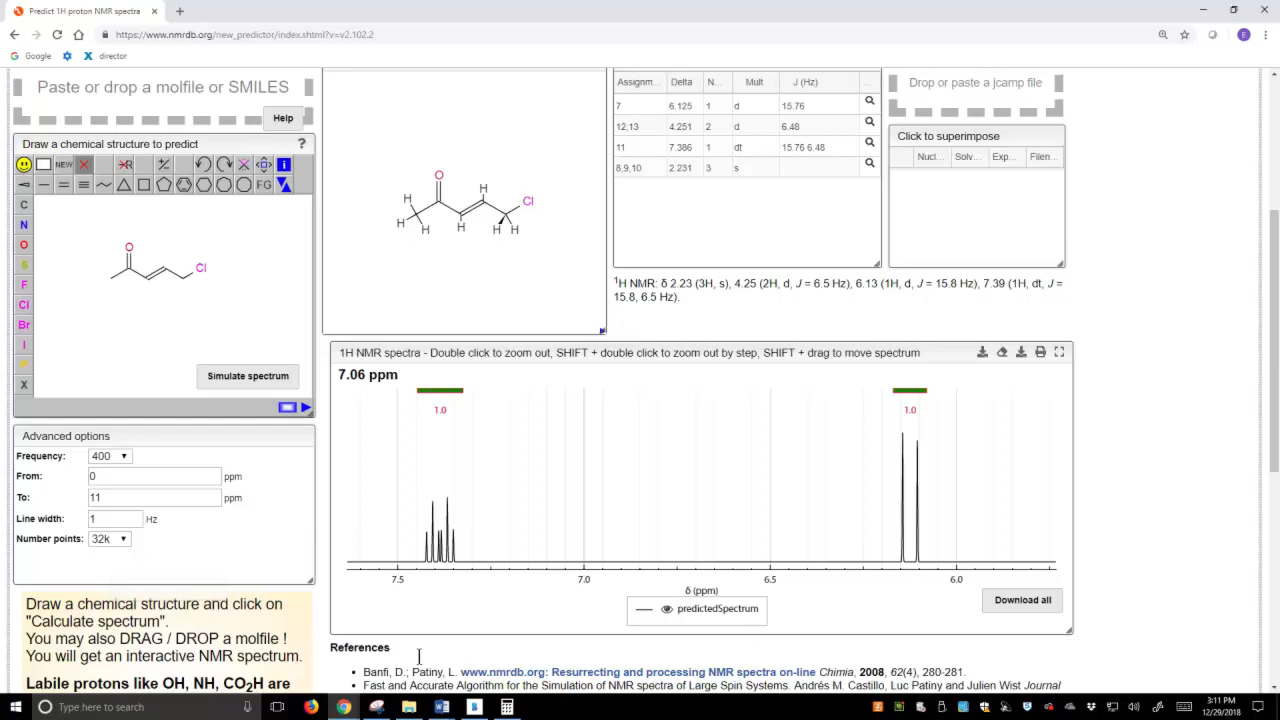 Predict 1H proton NMR spectra
https://www.nmrdb.org/new_predictor/index.shtml?v=v2.102.2
E
Google
director
Paste or drop a molfile or SMILES
Help
Draw a chemical structure to predict
?
NEW
R
i
FG
C
N
O
S
F
Cl
Br
I
X
O
Cl
Simulate spectrum
Advanced options
Frequency: 400
From: 0 ppm
To: 11 ppm
Line width: 1 Hz
Number points: 32k
Draw a chemical structure and click on
"Calculate spectrum".
You may also DRAG / DROP a molfile !
You will get an interactive NMR spectrum.
Labile protons like OH, NH, CO2H are
O
H
H
Cl
H
H
H
H
H
Assignm... Delta N... Mult J (Hz) ...
7 6.125 1 d 15.76
12,13 4.251 2 d 6.48
11 7.386 1 dt 15.76 6.48
8,9,10 2.231 3 s
Drop or paste a jcamp file
Click to superimpose
Nucl... Solv... Exp... Filen...
1H NMR: δ 2.23 (3H, s), 4.25 (2H, d, J = 6.5 Hz), 6.13 (1H, d, J = 15.8 Hz), 7.39 (1H, dt, J =
15.8, 6.5 Hz).
1H NMR spectra - Double click to zoom out, SHIFT + double click to zoom out by step, SHIFT + drag to move spectrum
7.06 ppm
1.0 1.0
7.5 7.0 6.5 6.0
δ (ppm)
predictedSpectrum
Download all
References
Banfi, D.; Patiny, L. www.nmrdb.org: Resurrecting and processing NMR spectra on-line Chimia, 2008, 62(4), 280-281.
Fast and Accurate Algorithm for the Simulation of NMR spectra of Large Spin Systems. Andrés M. Castillo, Luc Patiny and Julien Wist Journal
Type here to search
3:11 PM
12/29/2018